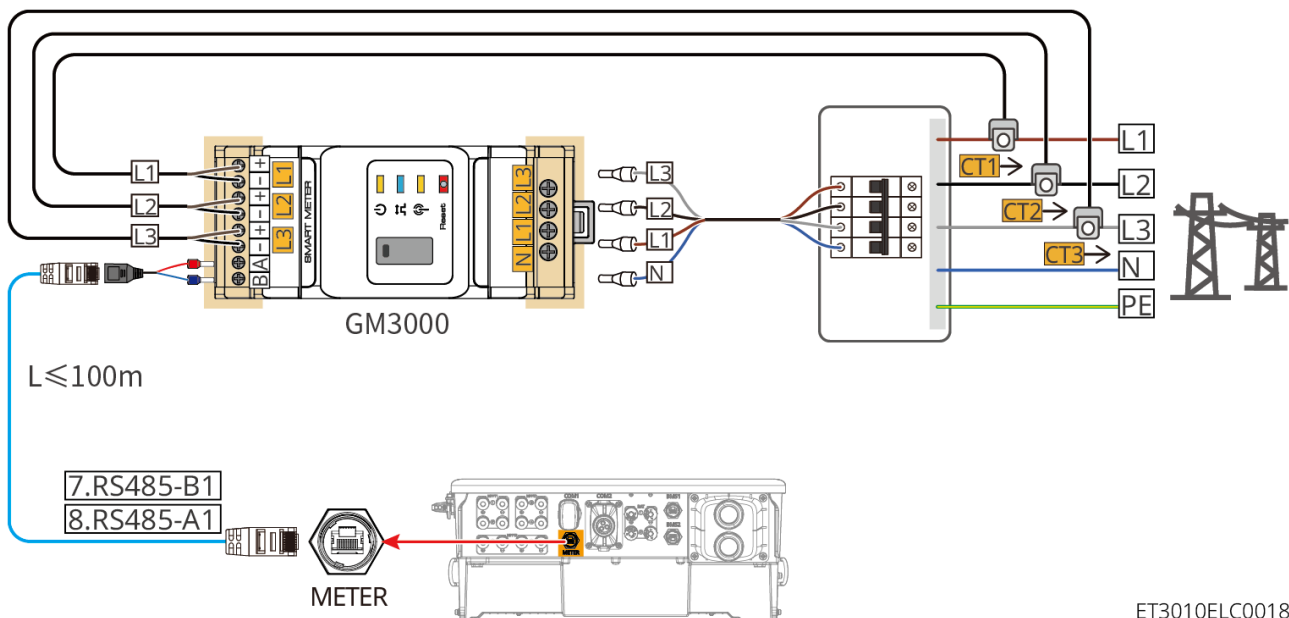 L1
L2
L3
+
-
+
-
+
-
A
B
L1
L2
L3
SMART METER
Reset
L3
L2
L1
N
L3
L2
L1
N
GM3000
CT1
CT2
CT3
L1
L2
L3
N
PE
L≤100m
7.RS485-B1
8.RS485-A1
METER
COM1
COM2
METER
ET3010ELC0018